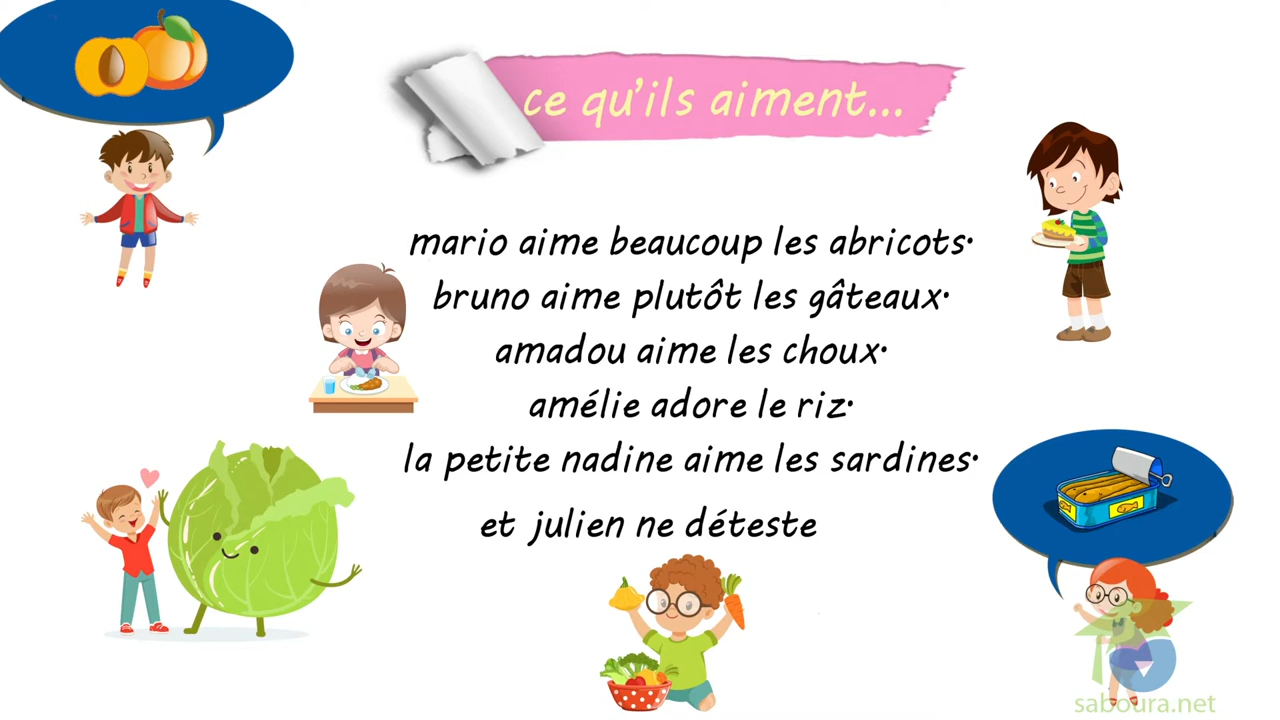 ce qu'ils aiment...
mario aime beaucoup les abricots·
bruno aime plutôt les gâteaux·
amadou aime les choux·
amélie adore le riz·
la petite nadine aime les sardines·
et julien ne déteste
saboura.net